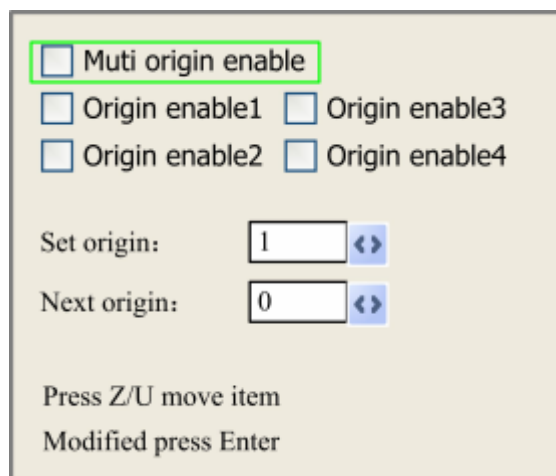 Muti origin enable
Origin enable1 Origin enable3
Origin enable2 Origin enable4
Set origin: 1
Next origin: 0
Press Z/U move item
Modified press Enter